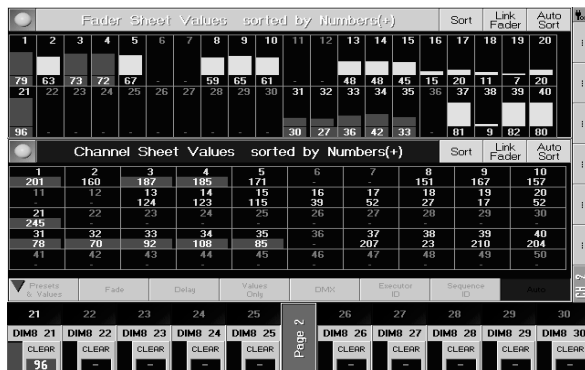 Fader Sheet Values sorted by Numbers(+) Sort Link Fader Auto Sort
1 2 3 4 5 6 7 8 9 10 11 12 13 14 15 16 17 18 19 20
79 63 73 72 67 - - 59 65 61 - - 48 48 45 15 20 11 7 20
21 22 23 24 25 26 27 28 29 30 31 32 33 34 35 36 37 38 39 40
96 - - - - - - - - - 30 27 36 42 33 - 81 9 82 80
Channel Sheet Values sorted by Numbers(+) Sort Link Fader Auto Sort
1 2 3 4 5 6 7 8 9 10
201 160 187 185 171 - - 151 167 157
11 12 13 14 15 16 17 18 19 20
- - 124 123 115 39 52 27 17 52
21 22 23 24 25 26 27 28 29 30
245 - - - - - - - - -
31 32 33 34 35 36 37 38 39 40
78 70 92 108 85 - 207 23 210 204
41 42 43 44 45 46 47 48 49 50
- - - - - - - - - -
Presets & Values Fade Delay Values Only DMX Executor ID Sequence ID Auto
CH ?
21 22 23 24 25 Page 2 26 27 28 29 30
DIM8 21 DIM8 22 DIM8 23 DIM8 24 DIM8 25 DIM8 26 DIM8 27 DIM8 28 DIM8 29 DIM8 30
CLEAR CLEAR CLEAR CLEAR CLEAR CLEAR CLEAR CLEAR CLEAR CLEAR
96 - - - - - - - - -